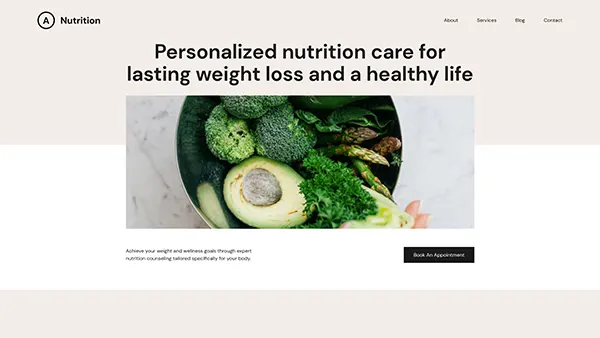 A Nutrition
About Services Blog Contact
Personalized nutrition care for
lasting weight loss and a healthy life
Achieve your weight and wellness goals through expert
nutrition counseling tailored specifically for your body.
Book An Appointment